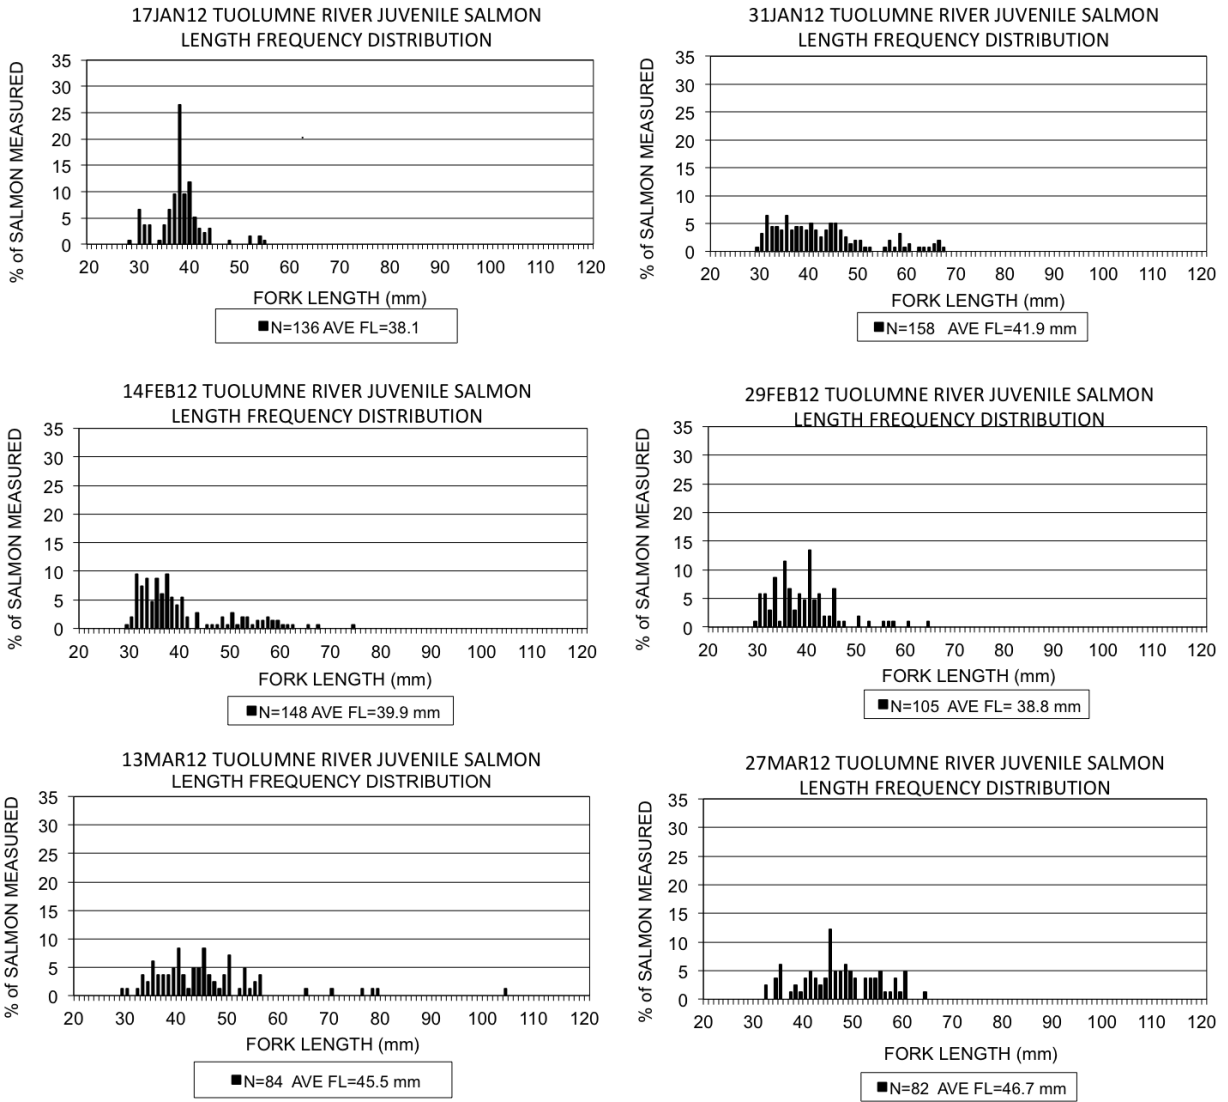 17JAN12 TUOLUMNE RIVER JUVENILE SALMON
LENGTH FREQUENCY DISTRIBUTION
% of SALMON MEASURED
35
30
25
20
15
10
5
0
20 30 40 50 60 70 80 90 100 110 120
FORK LENGTH (mm)
N=136 AVE FL=38.1
31JAN12 TUOLUMNE RIVER JUVENILE SALMON
LENGTH FREQUENCY DISTRIBUTION
% of SALMON MEASURED
35
30
25
20
15
10
5
0
20 30 40 50 60 70 80 90 100 110 120
FORK LENGTH (mm)
N=158 AVE FL=41.9 mm
14FEB12 TUOLUMNE RIVER JUVENILE SALMON
LENGTH FREQUENCY DISTRIBUTION
% of SALMON MEASURED
35
30
25
20
15
10
5
0
20 30 40 50 60 70 80 90 100 110 120
FORK LENGTH (mm)
N=148 AVE FL=39.9 mm
29FEB12 TUOLUMNE RIVER JUVENILE SALMON
LENGTH FREQUENCY DISTRIBUTION
% of SALMON MEASURED
35
30
25
20
15
10
5
0
20 30 40 50 60 70 80 90 100 110 120
FORK LENGTH (mm)
N=105 AVE FL= 38.8 mm
13MAR12 TUOLUMNE RIVER JUVENILE SALMON
LENGTH FREQUENCY DISTRIBUTION
% of SALMON MEASURED
35
30
25
20
15
10
5
0
20 30 40 50 60 70 80 90 100 110 120
FORK LENGTH (mm)
N=84 AVE FL=45.5 mm
27MAR12 TUOLUMNE RIVER JUVENILE SALMON
LENGTH FREQUENCY DISTRIBUTION
% of SALMON MEASURED
35
30
25
20
15
10
5
0
20 30 40 50 60 70 80 90 100 110 120
FORK LENGTH (mm)
N=82 AVE FL=46.7 mm